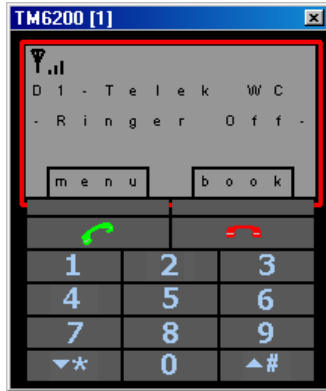 TM6200 [1]
D1-Telek WC
-Ringer Off-
menu book
1 2 3
4 5 6
7 8 9
* 0 #